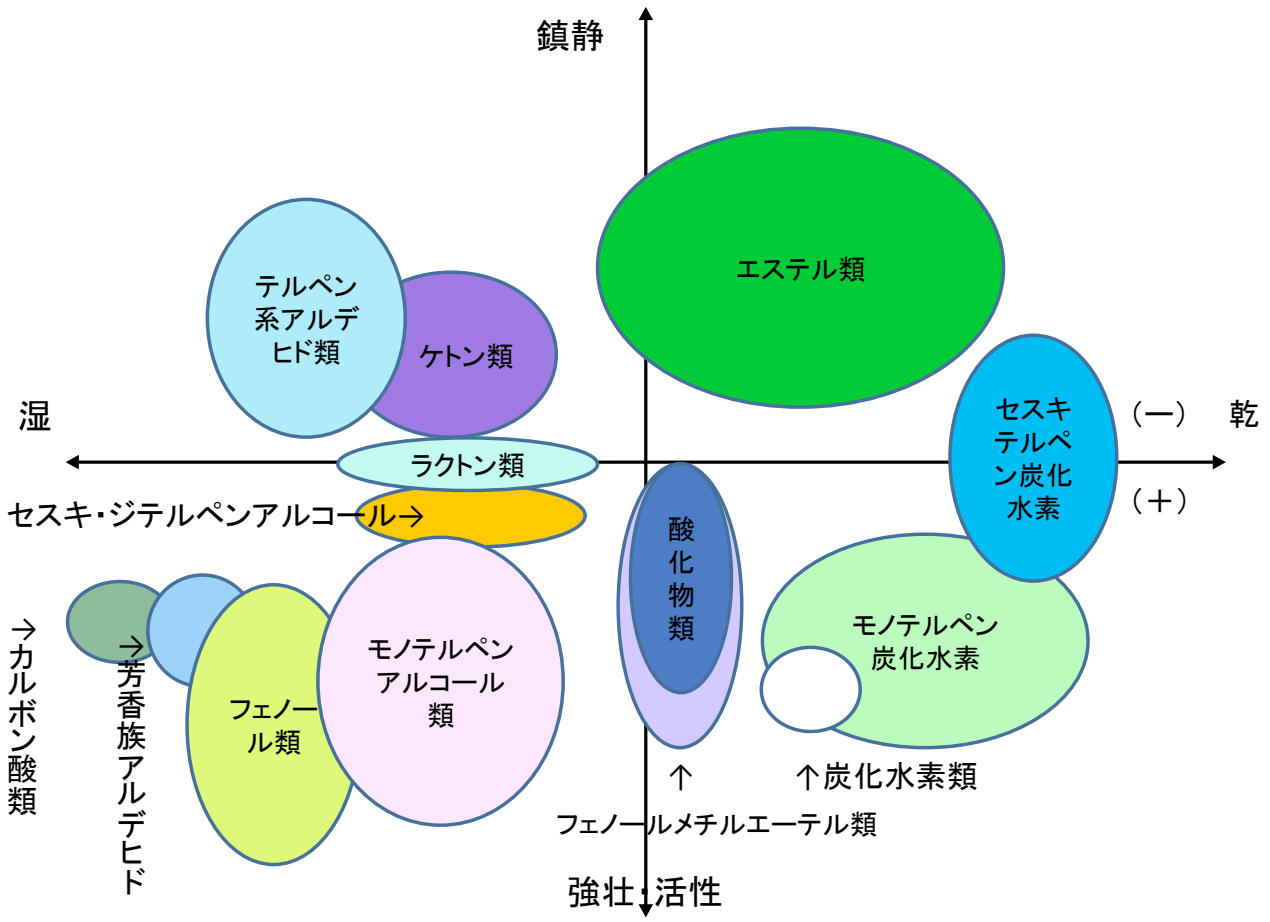 鎮静
エステル類
テルペン
系アルデ
ヒド類
ケトン類
湿
セスキ
テルペ
ン炭化
水素
(ー)
乾
(+)
ラクトン類
セスキ・ジテルペンアルコール→
酸化物類
モノテルペン
炭化水素
モノテルペン
アルコール
類
フェノー
ル類
→カルボン酸類
→芳香族アルデヒド
↑
↑炭化水素類
フェノールメチルエーテル類
強壮・活性